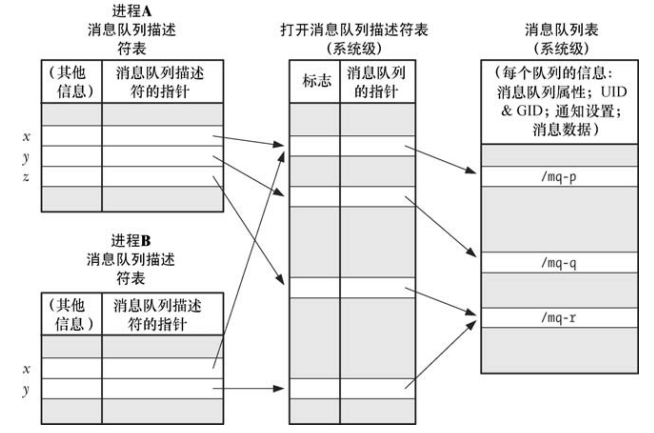 进程A
消息队列描述
符表
(其他
信息)
消息队列描述
符的指针
x
y
z
进程B
消息队列描述
符表
(其他
信息)
消息队列描述
符的指针
x
y
打开消息队列描述符表
(系统级)
标志
消息队列
的指针
消息队列表
(系统级)
(每个队列的信息:
消息队列属性; UID
& GID; 通知设置;
消息数据)
/mq-p
/mq-q
/mq-r